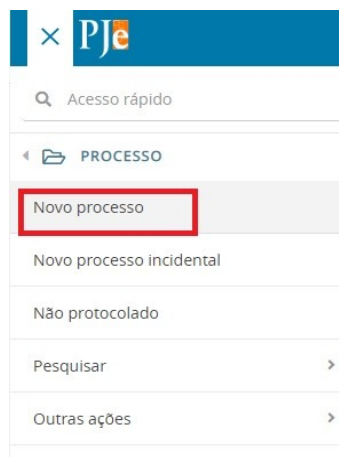 PJe
Acesso rápido
PROCESSO
Novo processo
Novo processo incidental
Não protocolado
Pesquisar
Outras ações